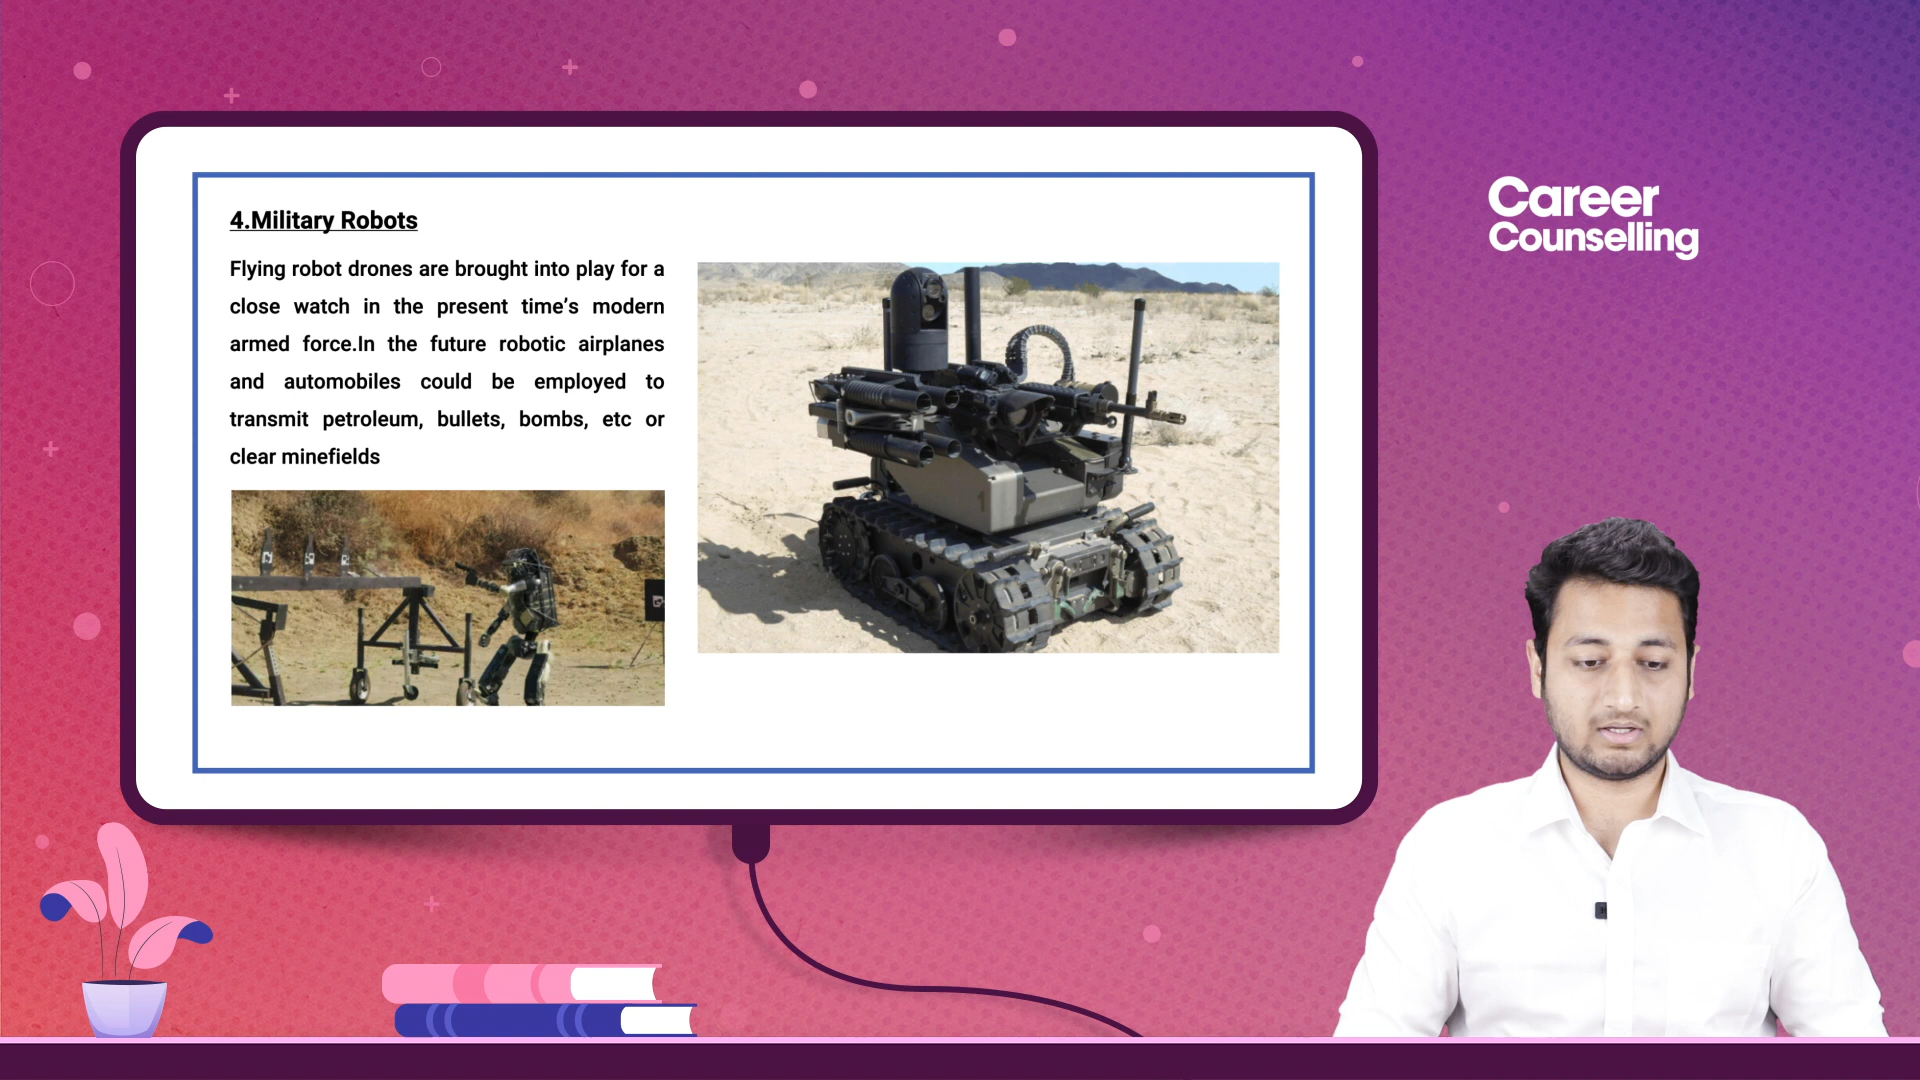 4.Military Robots
Flying robot drones are brought into play for a
close watch in the present time’s modern
armed force.In the future robotic airplanes
and automobiles could be employed to
transmit petroleum, bullets, bombs, etc or
clear minefields
Career
Counselling